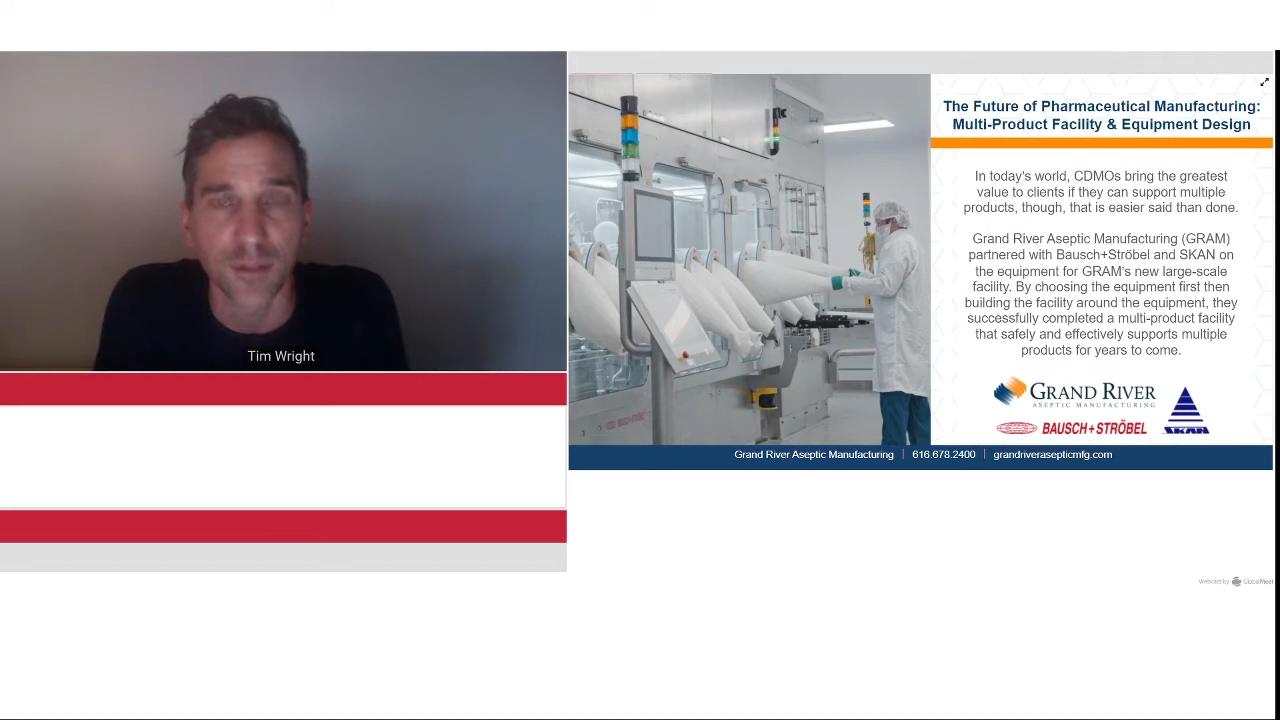 Tim Wright
The Future of Pharmaceutical Manufacturing:
Multi-Product Facility & Equipment Design
In today's world, CDMOs bring the greatest
value to clients if they can support multiple
products, though, that is easier said than done.
Grand River Aseptic Manufacturing (GRAM)
partnered with Bausch+Ströbel and SKAN on
the equipment for GRAM's new large-scale
facility. By choosing the equipment first then
building the facility around the equipment, they
successfully completed a multi-product facility
that safely and effectively supports multiple
products for years to come.
GRAND RIVER
ASEPTIC MANUFACTURING
BAUSCH+STRÖBEL
SKAN
Grand River Aseptic Manufacturing | 616.678.2400 | grandriverasepticmfg.com
Webcast by GlobalMeet